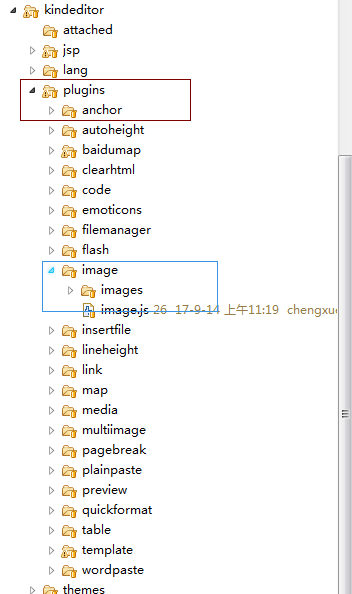 kindeditor
attached
jsp
lang
plugins
anchor
autoheight
baidumap
clearhtml
code
emoticons
filemanager
flash
image
images
image.js 26 17-9-14 上午11:19 chengxue
insertfile
lineheight
link
map
media
multiimage
pagebreak
plainpaste
preview
quickformat
table
template
wordpaste
themes